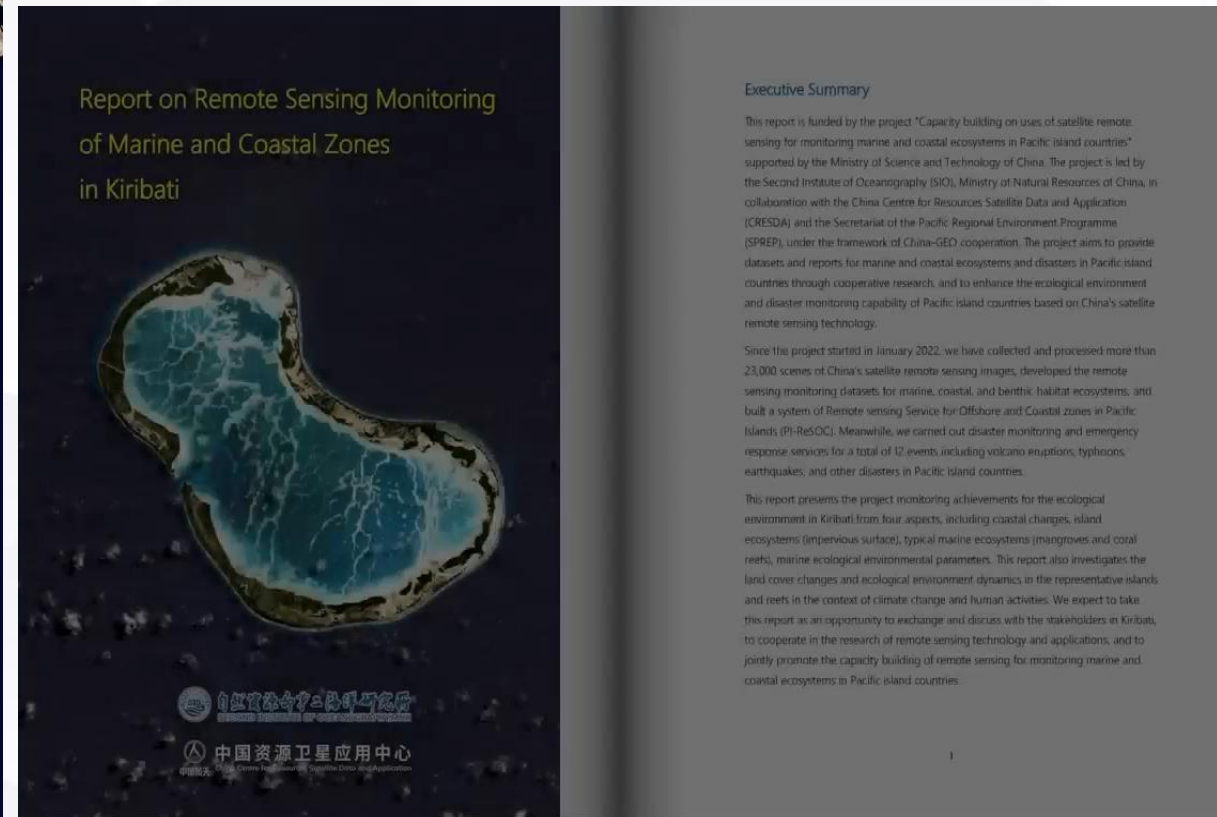 Report on Remote Sensing Monitoring
of Marine and Coastal Zones
in Kiribati
自然资源部第二海洋研究所
SECOND INSTITUTE OF OCEANOGRAPHY, MNR
中国航天
中国资源卫星应用中心
China Centre for Resources Satellite Data and Application
Executive Summary
This report is funded by the project "Capacity building on uses of satellite remote
sensing for monitoring marine and coastal ecosystems in Pacific island countries"
supported by the Ministry of Science and Technology of China. The project is led by
the Second Institute of Oceanography (SIO), Ministry of Natural Resources of China, in
collaboration with the China Centre for Resources Satellite Data and Application
(CRESDA) and the Secretariat of the Pacific Regional Environment Programme
(SPREP), under the framework of China-GEO cooperation. The project aims to provide
datasets and reports for marine and coastal ecosystems and disasters in Pacific island
countries through cooperative research, and to enhance the ecological environment
and disaster monitoring capability of Pacific island countries based on China's satellite
remote sensing technology.
Since the project started in January 2022, we have collected and processed more than
23,000 scenes of China's satellite remote sensing images, developed the remote
sensing monitoring datasets for marine, coastal, and benthic habitat ecosystems, and
built a system of Remote sensing Service for Offshore and Coastal zones in Pacific
Islands (PI-ReSOC). Meanwhile, we carried out disaster monitoring and emergency
response services for a total of 12 events including volcano eruptions, typhoons,
earthquakes, and other disasters in Pacific island countries.
This report presents the project monitoring achievements for the ecological
environment in Kiribati from four aspects, including coastal changes, island
ecosystems (impervious surface), typical marine ecosystems (mangroves and coral
reefs), marine ecological environmental parameters. This report also investigates the
land cover changes and ecological environment dynamics in the representative islands
and reefs in the context of climate change and human activities. We expect to take
this report as an opportunity to exchange and discuss with the stakeholders in Kiribati,
to cooperate in the research of remote sensing technology and applications, and to
jointly promote the capacity building of remote sensing for monitoring marine and
coastal ecosystems in Pacific island countries.
I